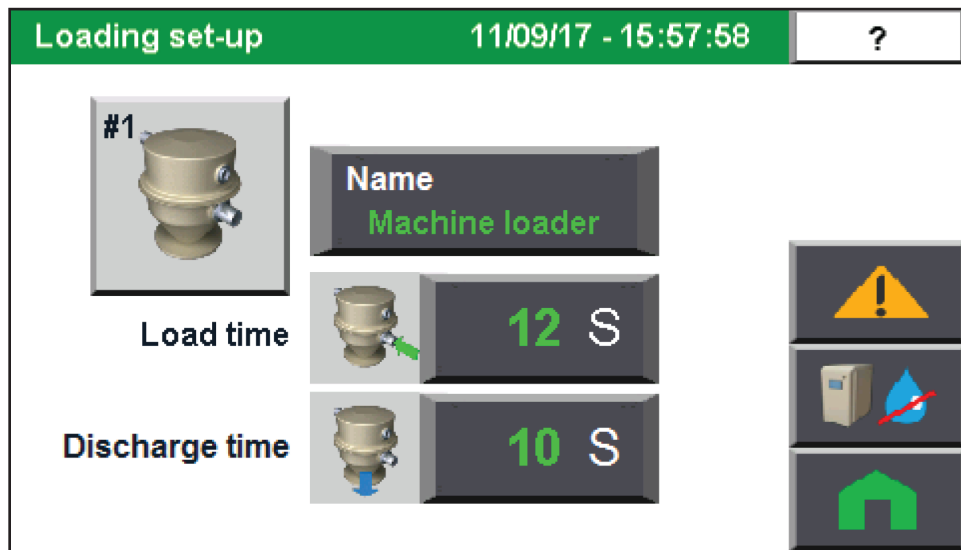 Loading set-up 11/09/17 - 15:57:58 ?
#1
Name
Machine loader
Load time 12 S
Discharge time 10 S